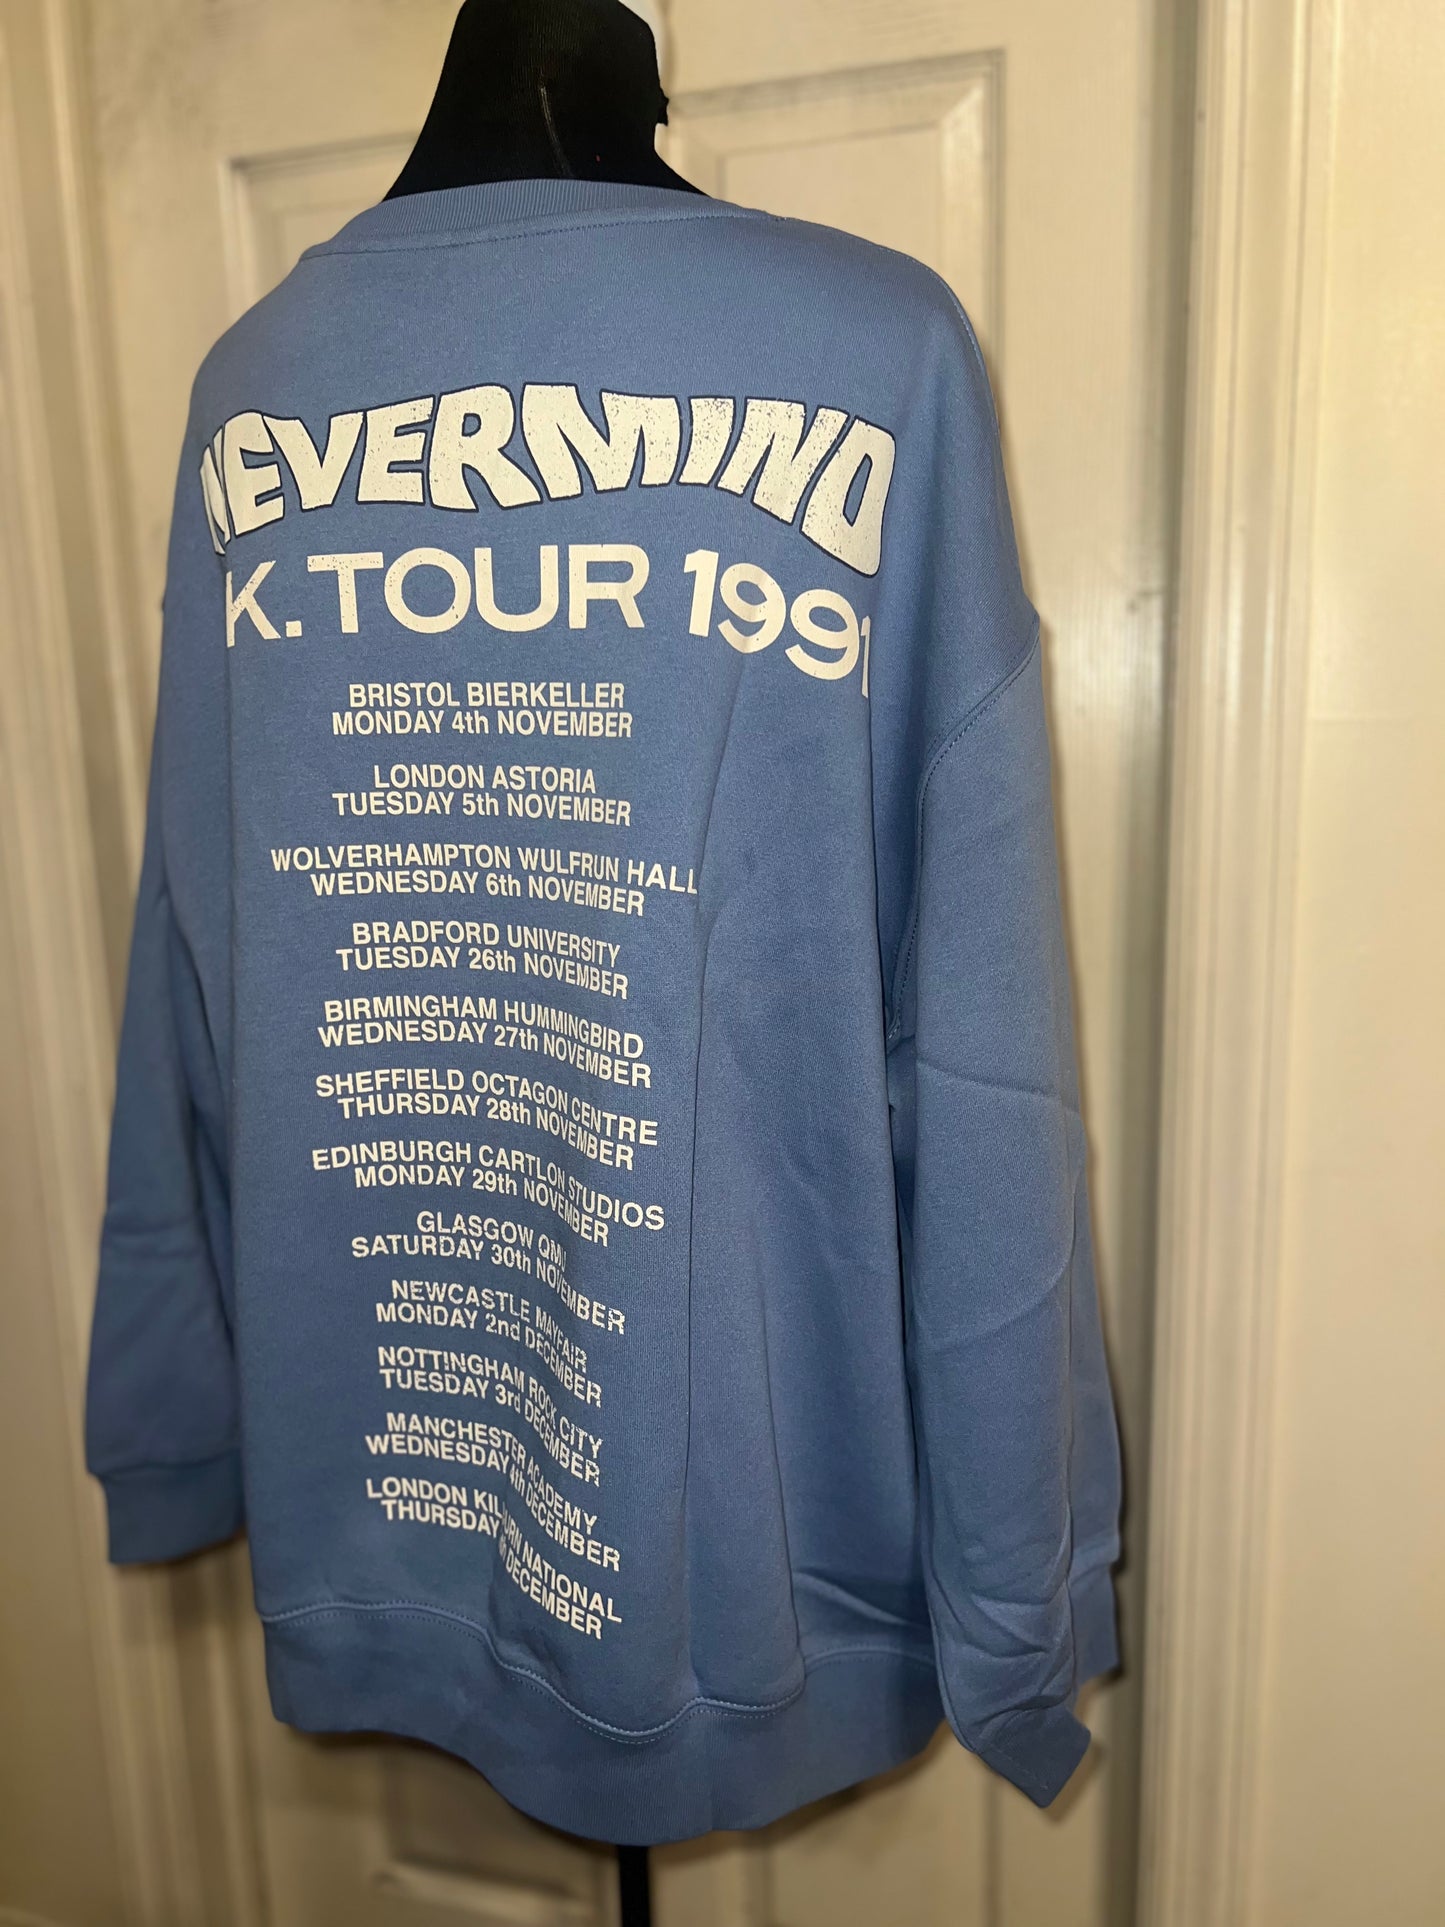 NEVERMIND
K. TOUR 1991
BRISTOL BIERKELLER
MONDAY 4th NOVEMBER
LONDON ASTORIA
TUESDAY 5th NOVEMBER
WOLVERHAMPTON WULFRUN HALL
WEDNESDAY 6th NOVEMBER
BRADFORD UNIVERSITY
TUESDAY 26th NOVEMBER
BIRMINGHAM HUMMINGBIRD
WEDNESDAY 27th NOVEMBER
SHEFFIELD OCTAGON CENTRE
THURSDAY 28th NOVEMBER
EDINBURGH CARTLON STUDIOS
MONDAY 29th NOVEMBER
GLASGOW QMU
SATURDAY 30th NOVEMBER
NEWCASTLE MAYFAIR
MONDAY 2nd DECEMBER
NOTTINGHAM ROCK CITY
TUESDAY 3rd DECEMBER
MANCHESTER ACADEMY
WEDNESDAY 4th DECEMBER
LONDON KILBURN NATIONAL
THURSDAY DECEMBER